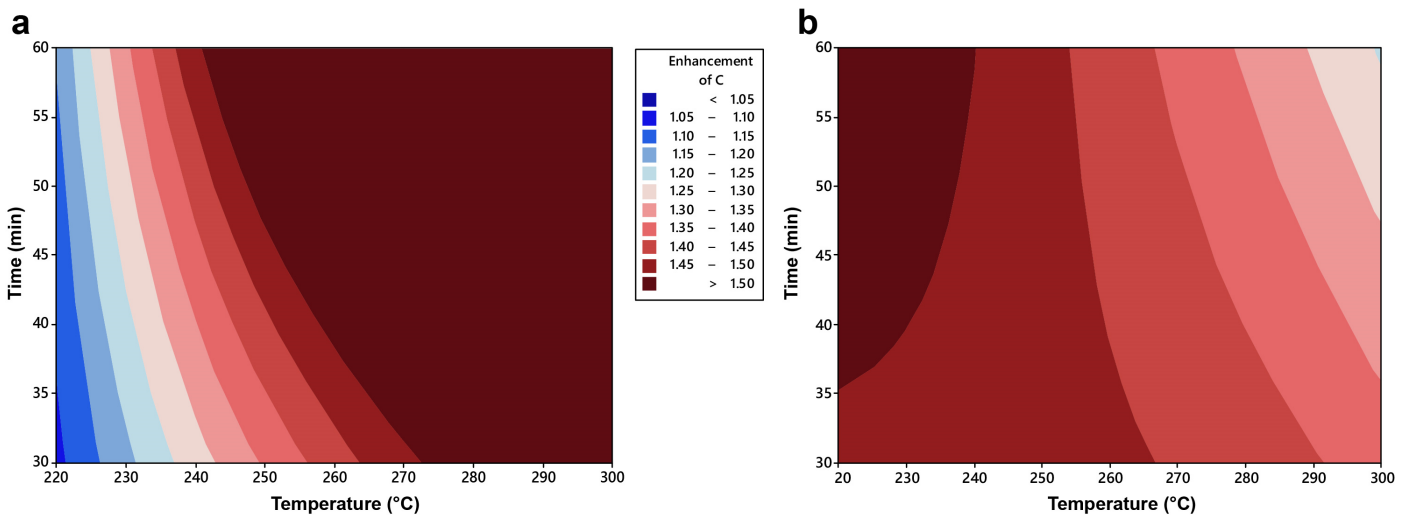 a
60
55
50
45
40
35
30
220 230 240 250 260 270 280 290 300
Time (min)
Temperature (°C)
Enhancement
of C
< 1.05
1.05 – 1.10
1.10 – 1.15
1.15 – 1.20
1.20 – 1.25
1.25 – 1.30
1.30 – 1.35
1.35 – 1.40
1.40 – 1.45
1.45 – 1.50
> 1.50
b
60
55
50
45
40
35
30
20 230 240 250 260 270 280 290 300
Time (min)
Temperature (°C)